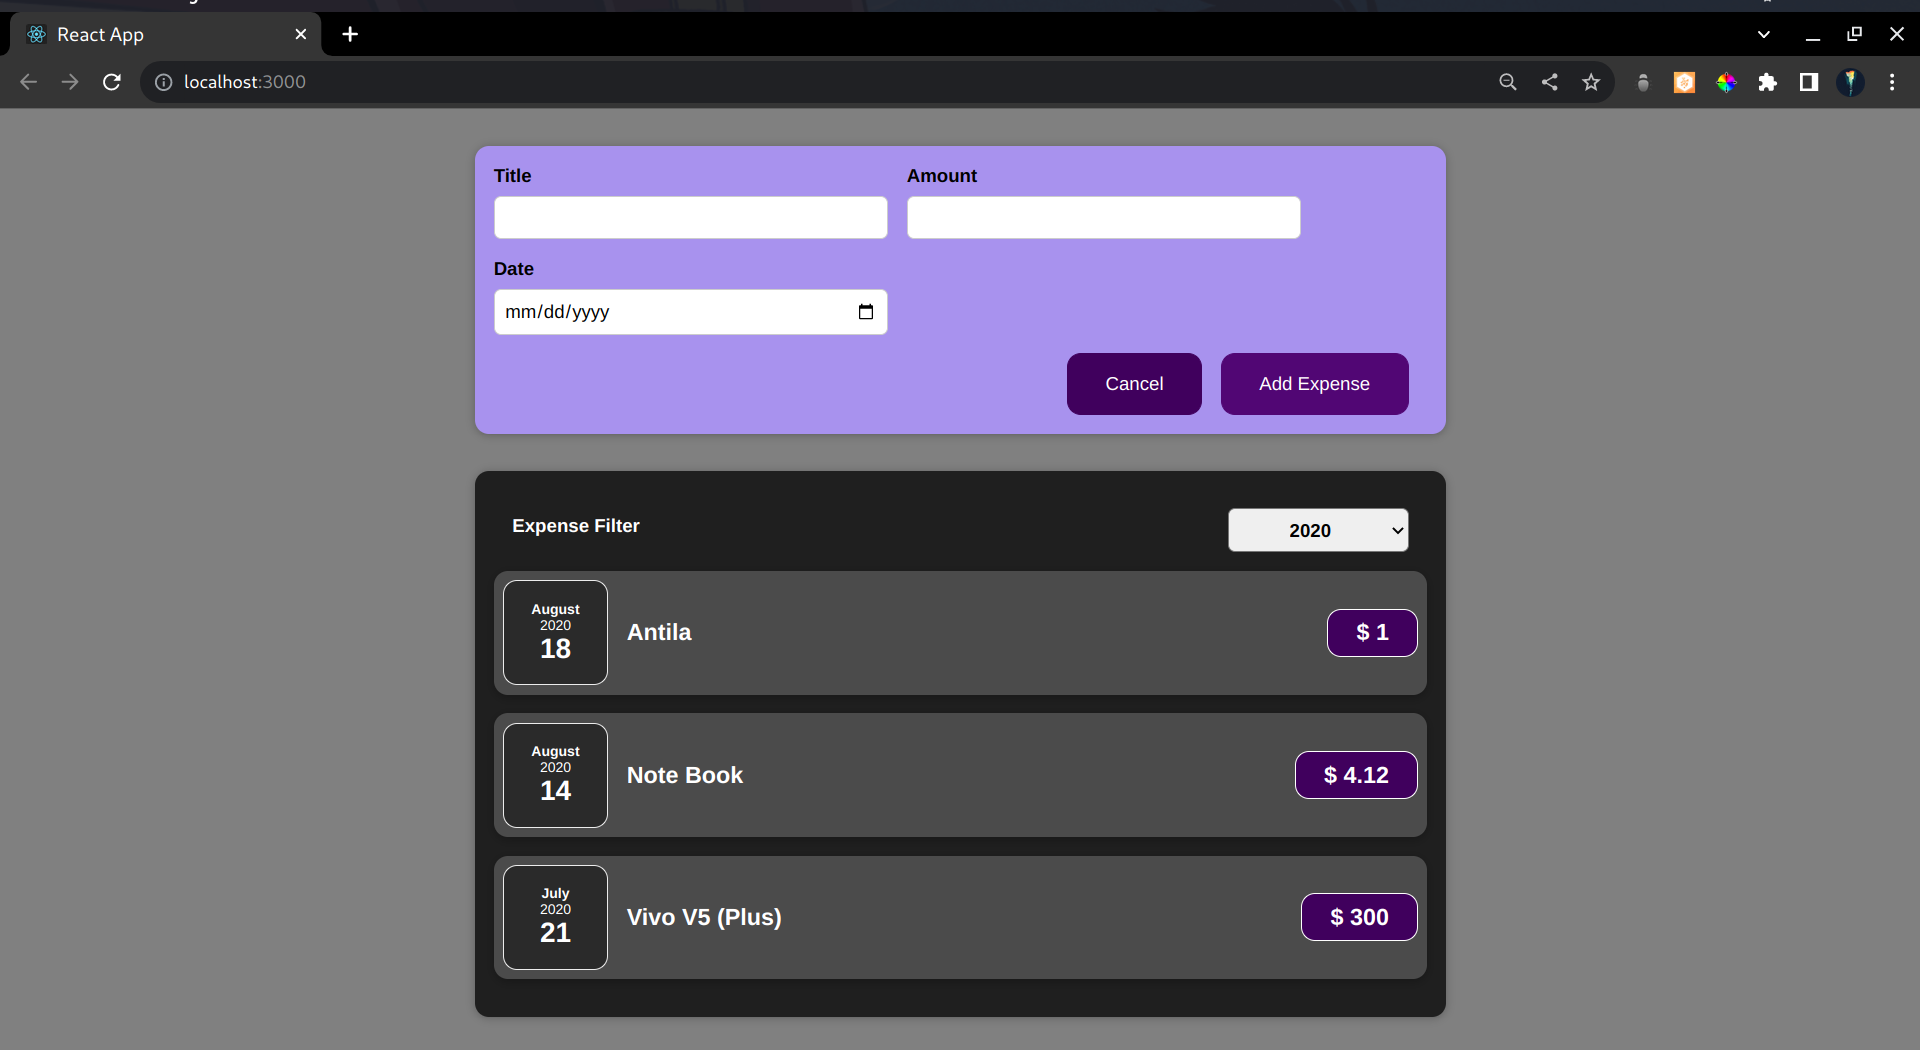 React App
localhost:3000
Title
Amount
Date
mm/dd/yyyy
Cancel
Add Expense
Expense Filter
2020
August
2020
18
Antila
$ 1
August
2020
14
Note Book
$ 4.12
July
2020
21
Vivo V5 (Plus)
$ 300